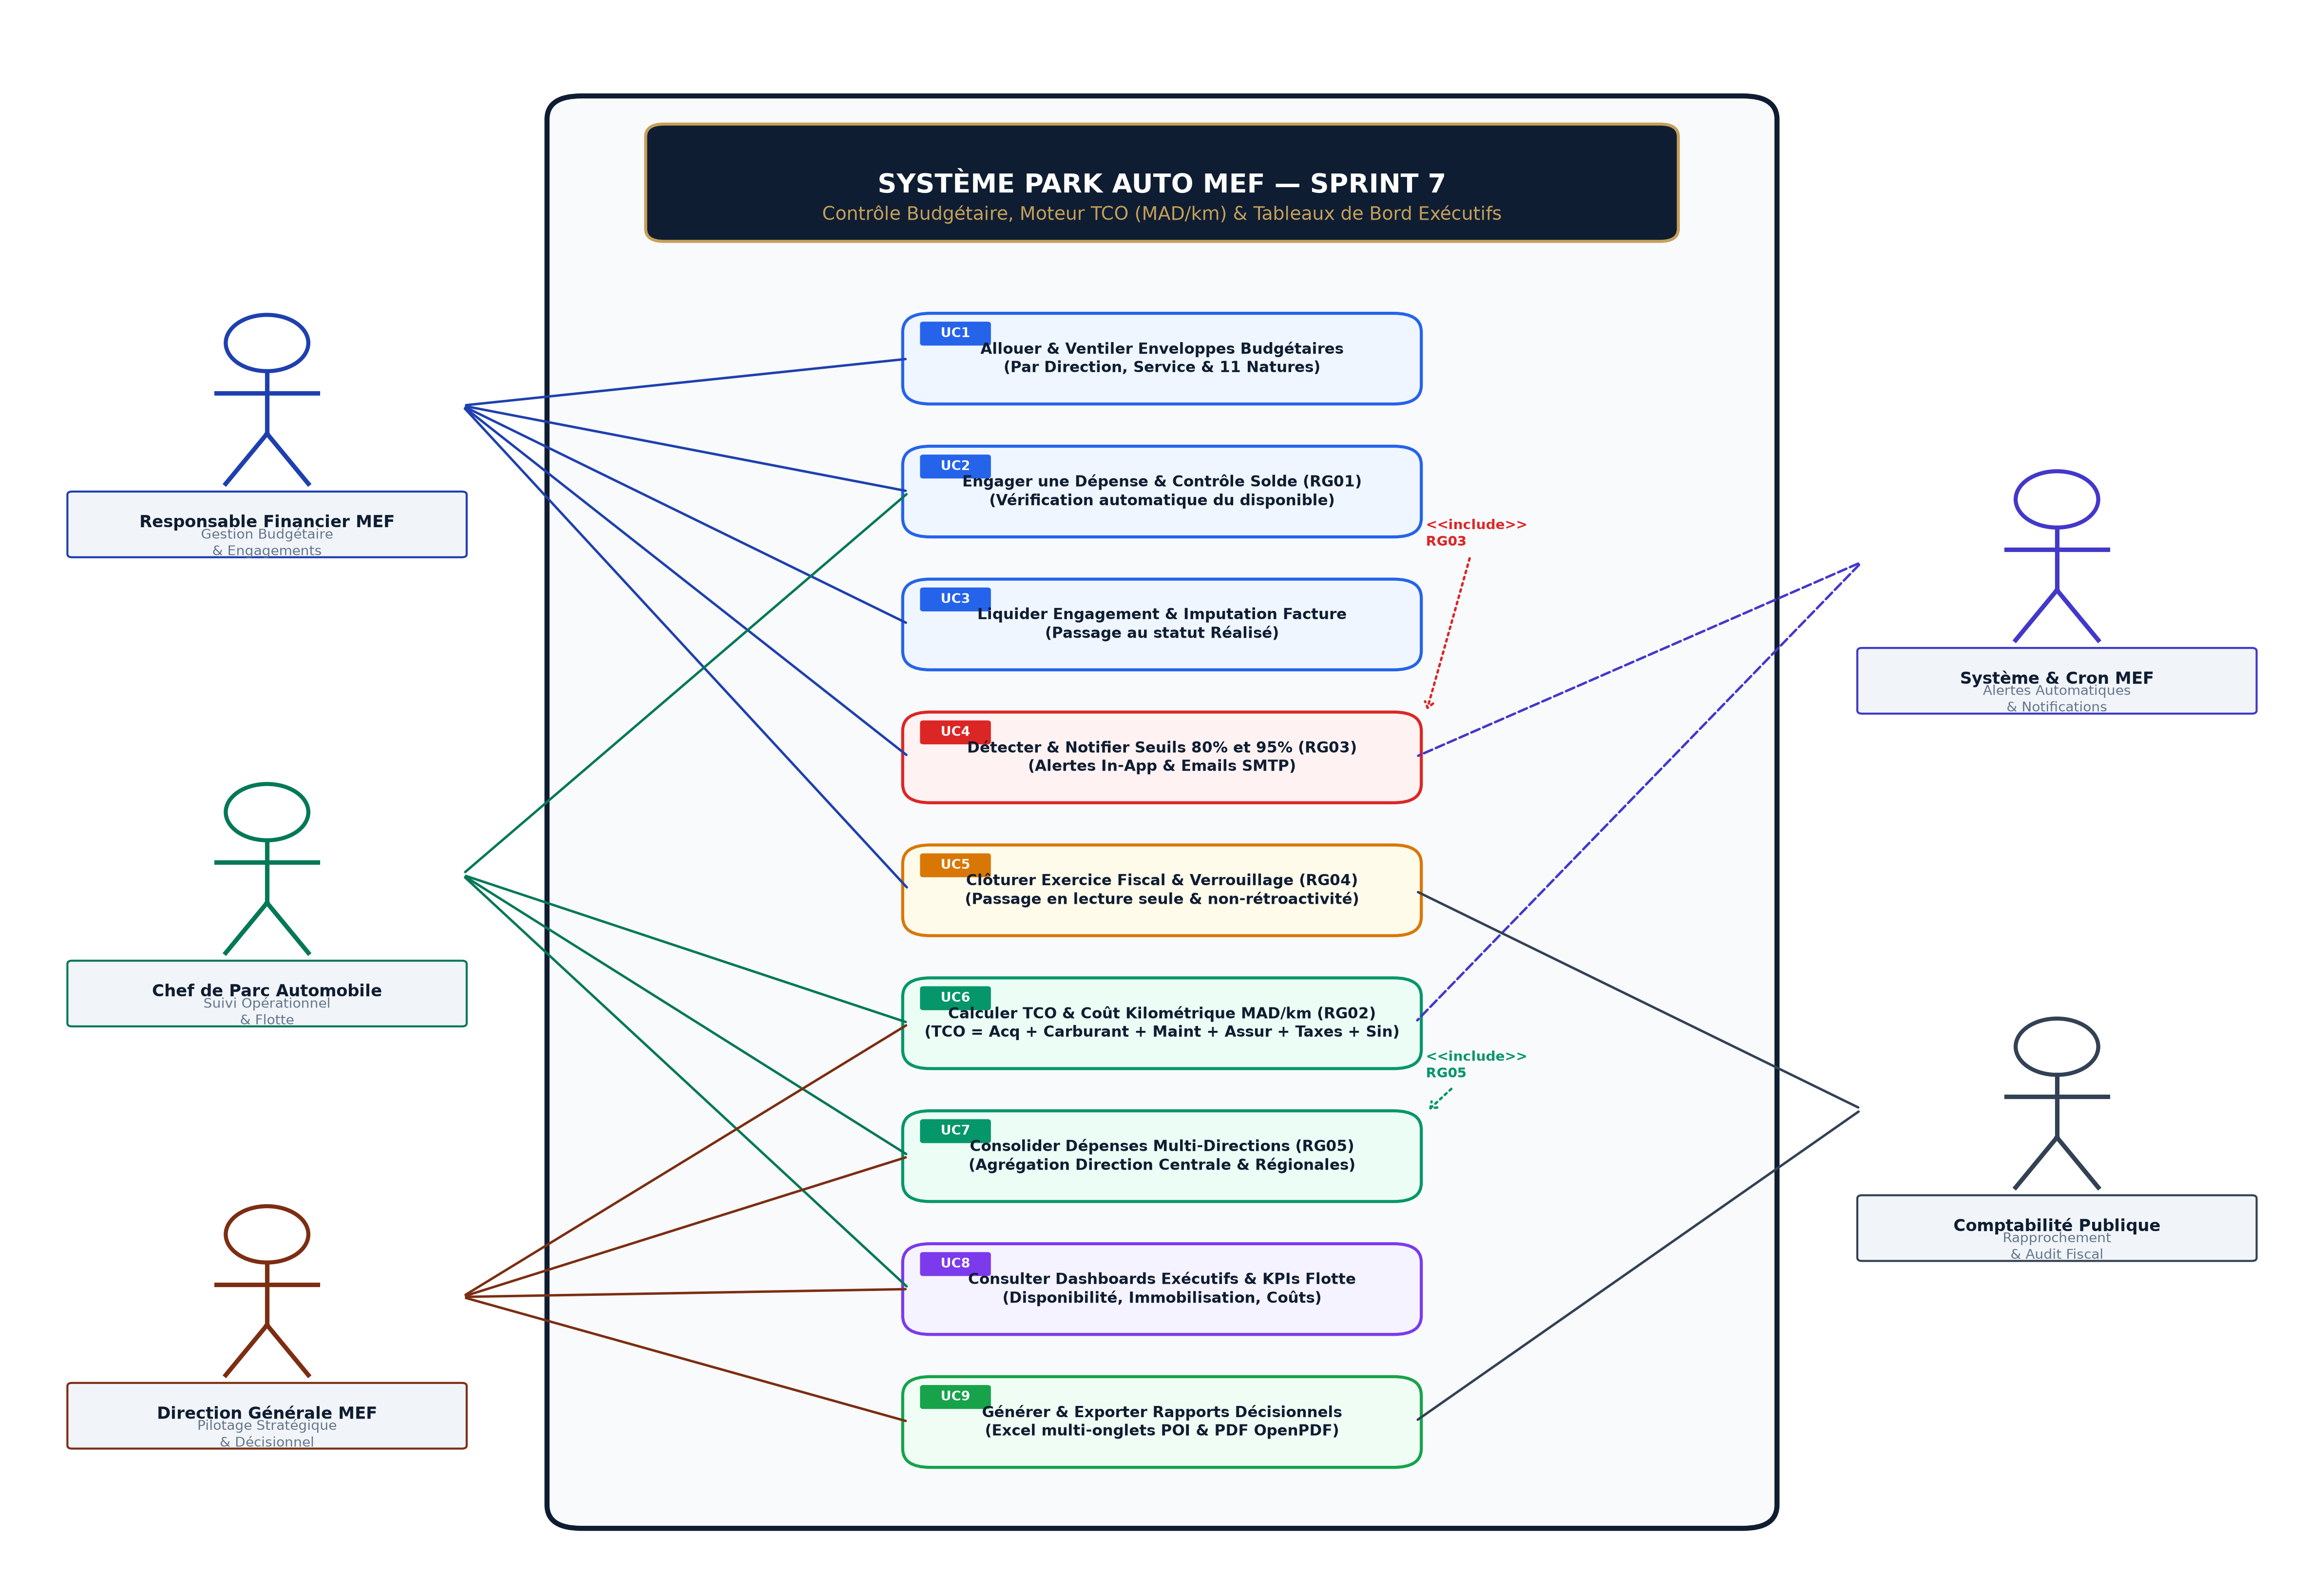 SYSTÈME PARK AUTO MEF — SPRINT 7
Contrôle Budgétaire, Moteur TCO (MAD/km) & Tableaux de Bord Exécutifs
Responsable Financier MEF
Gestion Budgétaire
& Engagements
Chef de Parc Automobile
Suivi Opérationnel
& Flotte
Direction Générale MEF
Pilotage Stratégique
& Décisionnel
UC1
Allouer & Ventiler Enveloppes Budgétaires
(Par Direction, Service & 11 Natures)
UC2
Engager une Dépense & Contrôle Solde (RG01)
(Vérification automatique du disponible)
<<include>>
RG03
UC3
Liquider Engagement & Imputation Facture
(Passage au statut Réalisé)
UC4
Détecter & Notifier Seuils 80% et 95% (RG03)
(Alertes In-App & Emails SMTP)
UC5
Clôturer Exercice Fiscal & Verrouillage (RG04)
(Passage en lecture seule & non-rétroactivité)
UC6
Calculer TCO & Coût Kilométrique MAD/km (RG02)
(TCO = Acq + Carburant + Maint + Assur + Taxes + Sin)
<<include>>
RG05
UC7
Consolider Dépenses Multi-Directions (RG05)
(Agrégation Direction Centrale & Régionales)
UC8
Consulter Dashboards Exécutifs & KPIs Flotte
(Disponibilité, Immobilisation, Coûts)
UC9
Générer & Exporter Rapports Décisionnels
(Excel multi-onglets POI & PDF OpenPDF)
Système & Cron MEF
Alertes Automatiques
& Notifications
Comptabilité Publique
Rapprochement
& Audit Fiscal